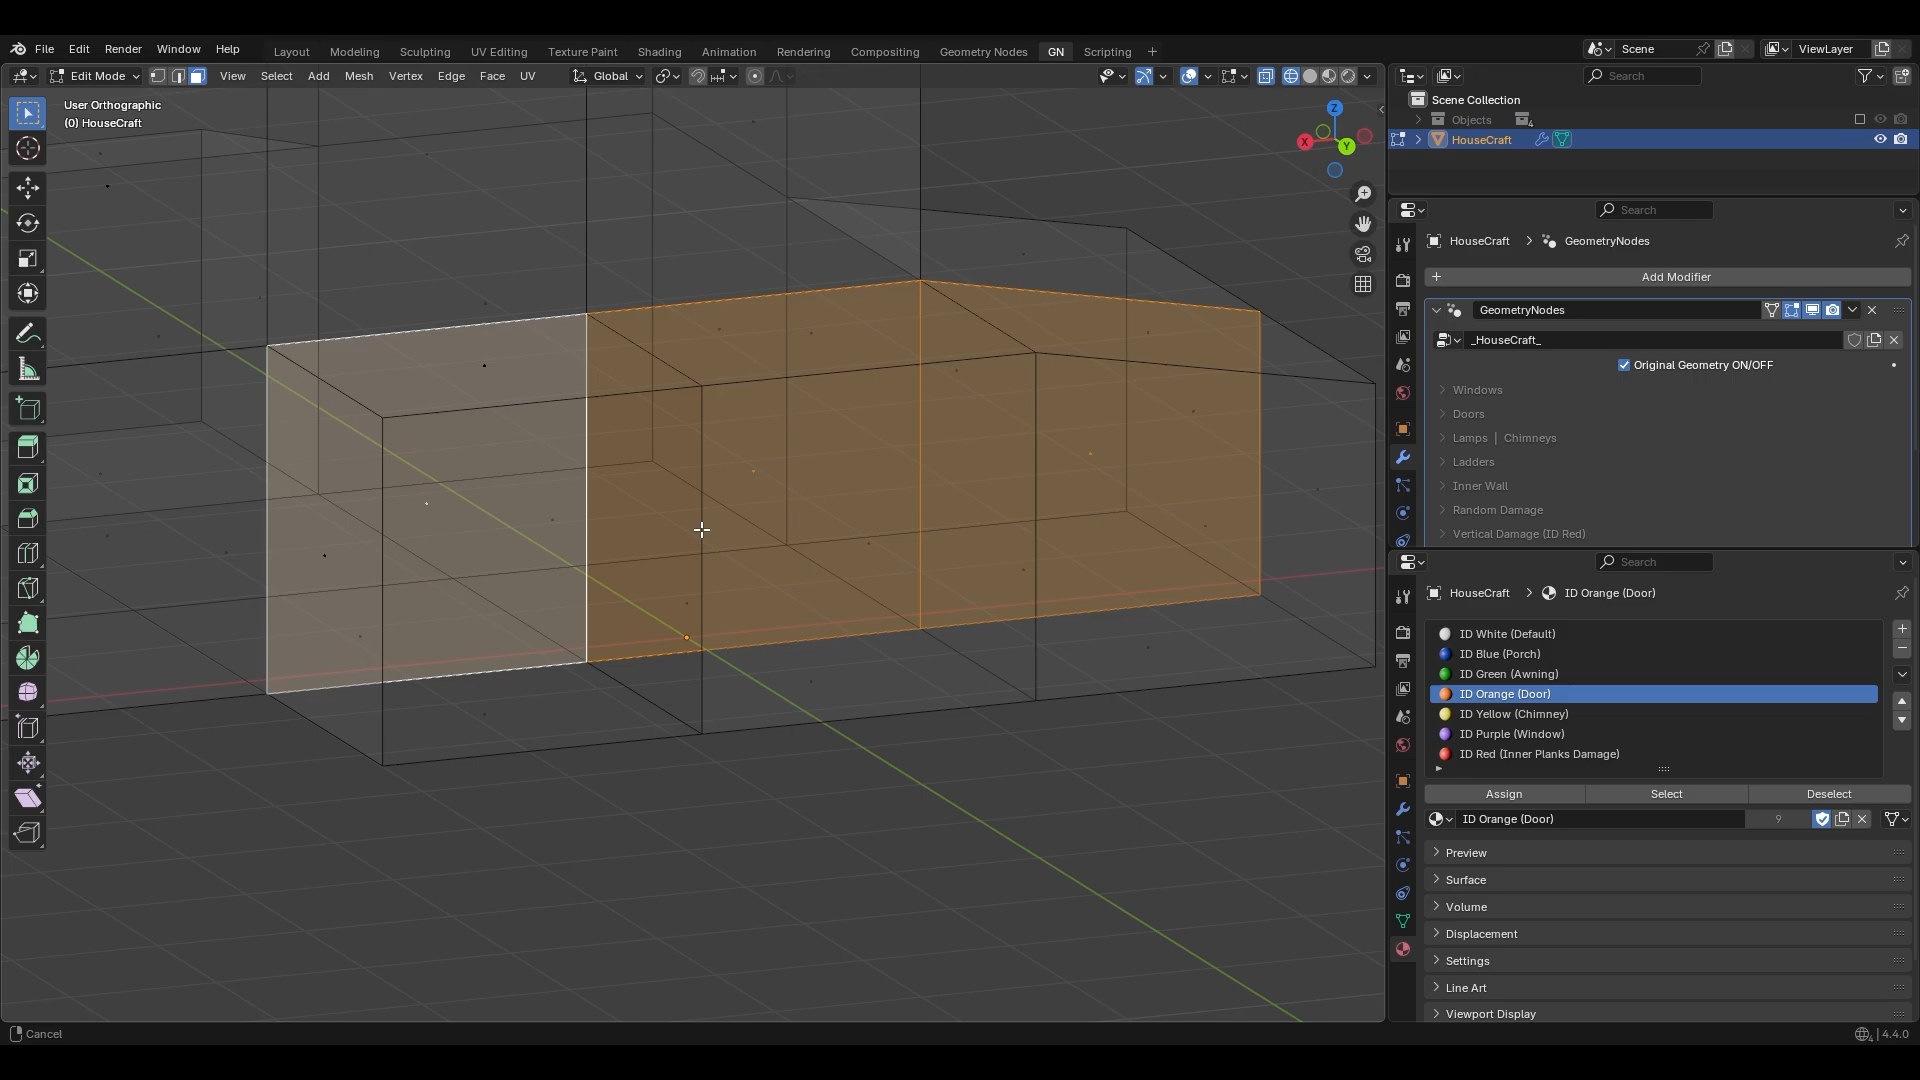 File Edit Render Window Help Layout Modeling Sculpting UV Editing Texture Paint Shading Animation Rendering Compositing Geometry Nodes GN Scripting + Scene ViewLayer
Edit Mode View Select Add Mesh Vertex Edge Face UV Global Search
User Orthographic
(0) HouseCraft
Z
X
Y
Scene Collection
Objects 4
HouseCraft
Search
HouseCraft > GeometryNodes
+ Add Modifier
GeometryNodes
_HouseCraft_
Original Geometry ON/OFF
Windows
Doors
Lamps | Chimneys
Ladders
Inner Wall
Random Damage
Vertical Damage (ID Red)
Search
HouseCraft > ID Orange (Door)
ID White (Default)
ID Blue (Porch)
ID Green (Awning)
ID Orange (Door)
ID Yellow (Chimney)
ID Purple (Window)
ID Red (Inner Planks Damage)
Assign Select Deselect
ID Orange (Door) 9
Preview
Surface
Volume
Displacement
Settings
Line Art
Viewport Display
Cancel
4 | 4.4.0